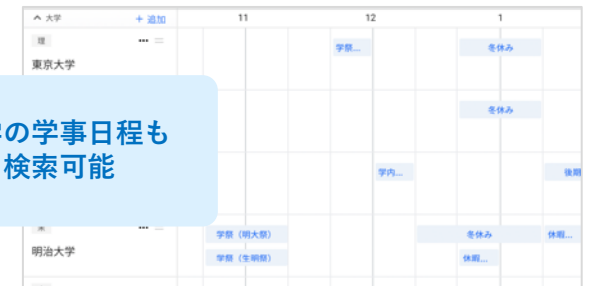 大学 + 追加 11 12 1
理
東京大学
学祭... 冬休み
冬休み
の学事日程も
検索可能
学内... 後期
明治大学
学祭（明大祭） 冬休み 休暇...
学祭（生明祭） 休暇...